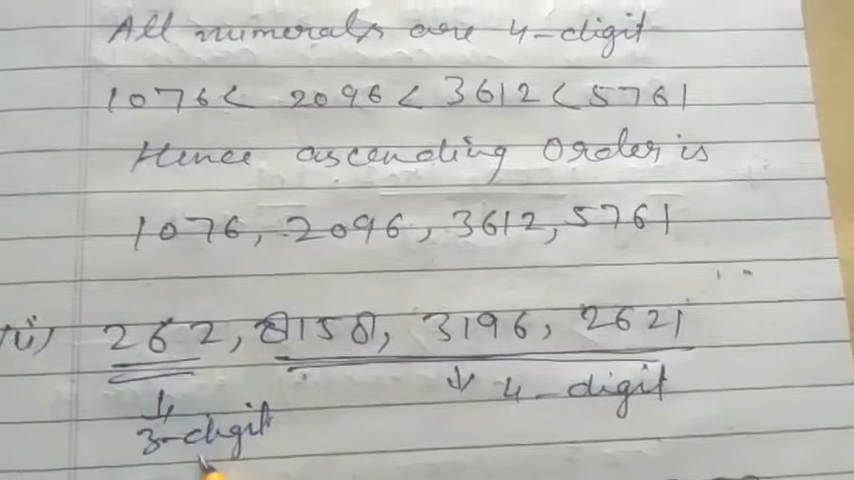 All numerals are 4-digit
1076 < 2096 < 3612 < 5761
Hence ascending Order is
1076, 2096, 3612, 5761
(ii) 262, 8150, 3196, 2621
↓ 4-digit
↓
3-digit